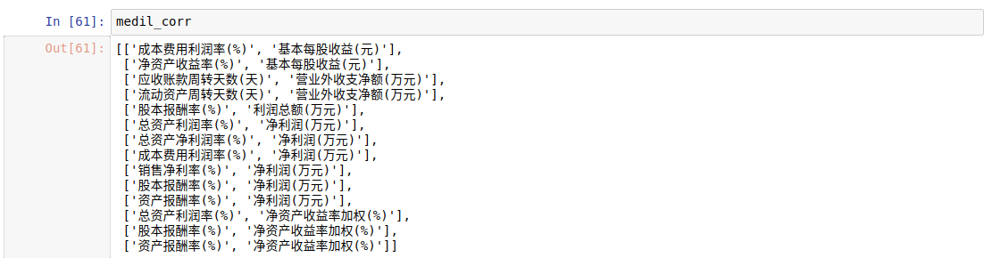 In [61]: medil_corr
Out[61]: [['成本费用利润率(%)', '基本每股收益(元)'],
['净资产收益率(%)', '基本每股收益(元)'],
['应收账款周转天数(天)', '营业外收支净额(万元)'],
['流动资产周转天数(天)', '营业外收支净额(万元)'],
['股本报酬率(%)', '利润总额(万元)'],
['总资产利润率(%)', '净利润(万元)'],
['总资产净利润率(%)', '净利润(万元)'],
['成本费用利润率(%)', '净利润(万元)'],
['销售净利率(%)', '净利润(万元)'],
['股本报酬率(%)', '净利润(万元)'],
['资产报酬率(%)', '净利润(万元)'],
['总资产利润率(%)', '净资产收益率加权(%)'],
['股本报酬率(%)', '净资产收益率加权(%)'],
['资产报酬率(%)', '净资产收益率加权(%)']]